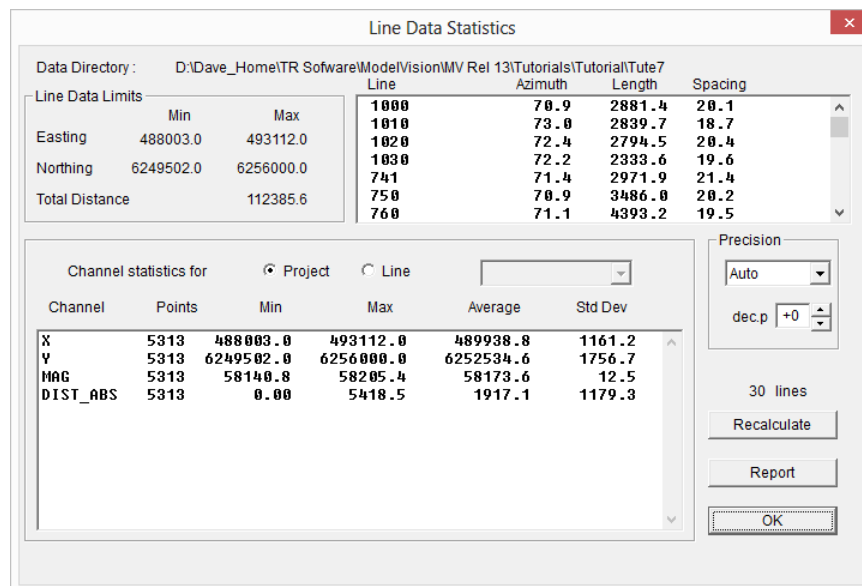 Line Data Statistics
Data Directory : D:\Dave_Home\TR Sofware\ModelVision\MV Rel 13\Tutorials\Tutorial\Tute7
Line Data Limits
Min Max
Easting 488003.0 493112.0
Northing 6249502.0 6256000.0
Total Distance 112385.6
Line Azimuth Length Spacing
1000 70.9 2881.4 20.1
1010 73.0 2839.7 18.7
1020 72.4 2794.5 20.4
1030 72.2 2333.6 19.6
741 71.4 2971.9 21.4
750 70.9 3486.0 20.2
760 71.1 4393.2 19.5
Channel statistics for Project Line
Channel Points Min Max Average Std Dev
X 5313 488003.0 493112.0 489938.8 1161.2
Y 5313 6249502.0 6256000.0 6252534.6 1756.7
MAG 5313 58140.8 58205.4 58173.6 12.5
DIST_ABS 5313 0.00 5418.5 1917.1 1179.3
Precision
Auto
dec.p +0
30 lines
Recalculate
Report
OK